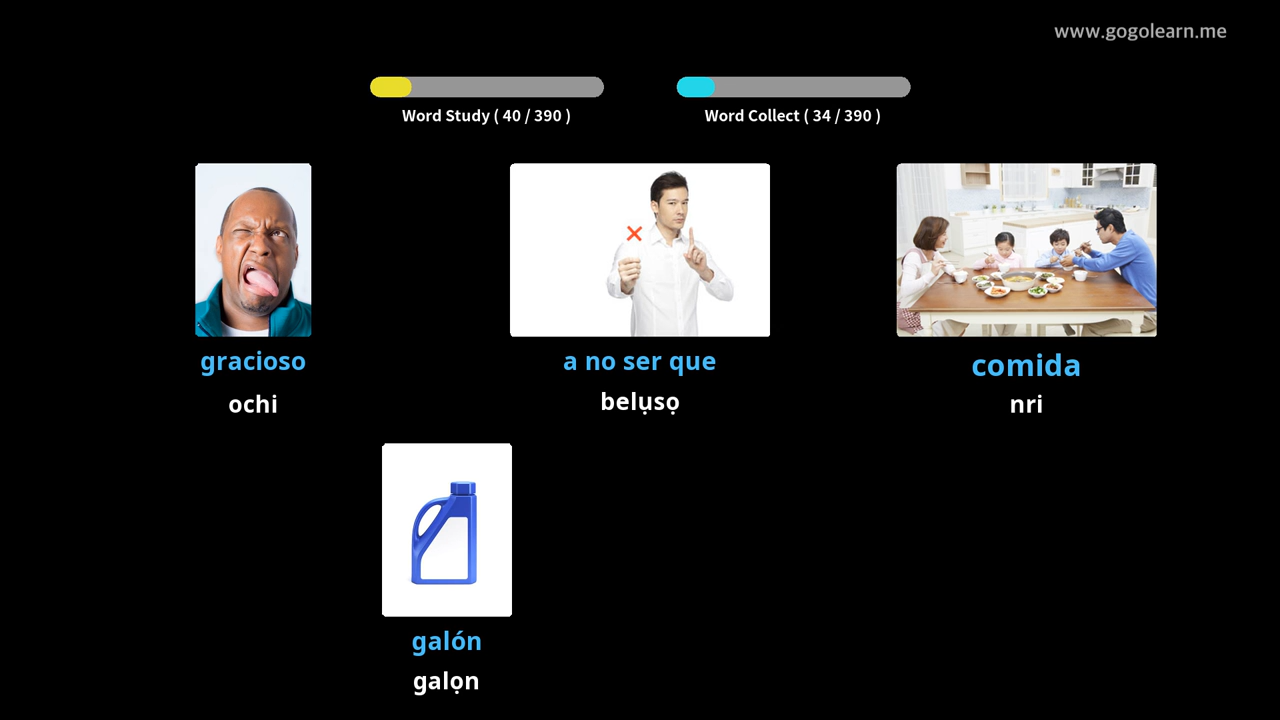 www.gogolearn.me
Word Study ( 40 / 390 )
Word Collect ( 34 / 390 )
gracioso
ochi
a no ser que
belụsọ
comida
nri
galón
galọn